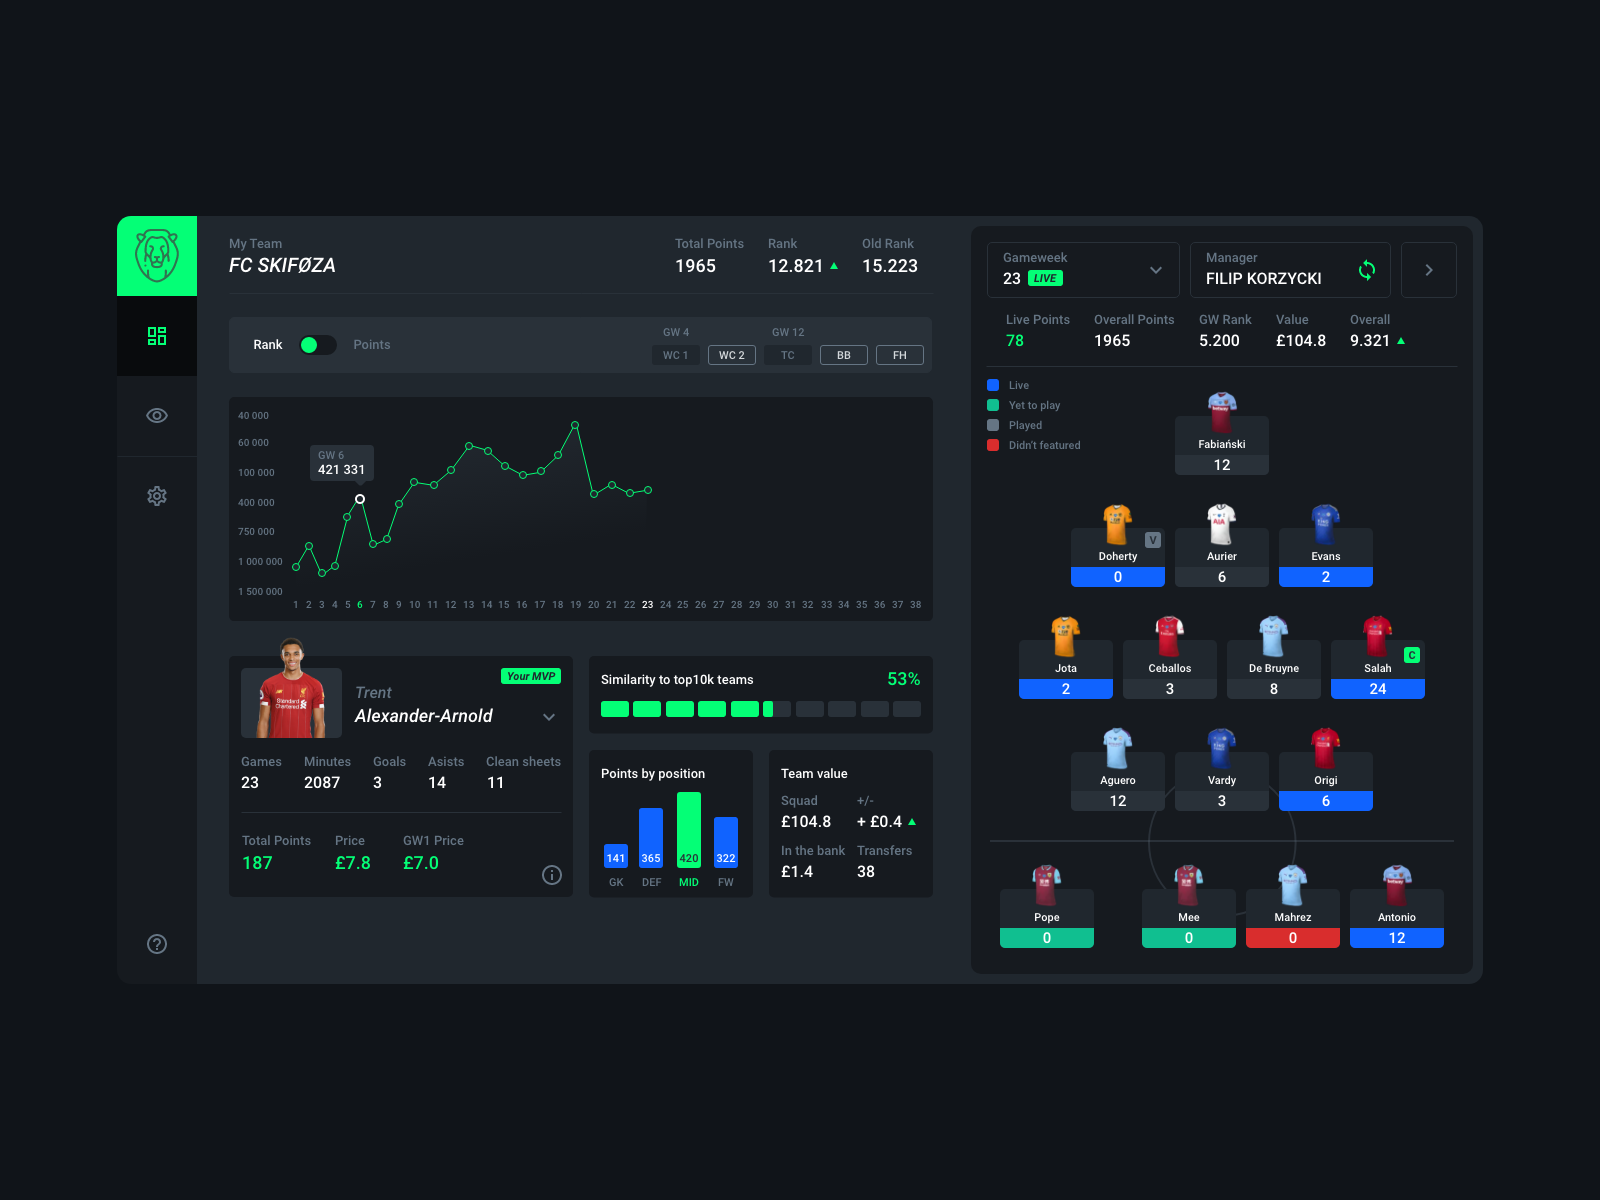 My Team
FC SKIFØZA
Total Points
1965
Rank
12.821
Old Rank
15.223
Rank
Points
GW 4
GW 12
WC 1
WC 2
TC
BB
FH
40 000
60 000
100 000
400 000
750 000
1 000 000
1 500 000
GW 6
421 331
1 2 3 4 5 6 7 8 9 10 11 12 13 14 15 16 17 18 19 20 21 22 23 24 25 26 27 28 29 30 31 32 33 34 35 36 37 38
Your MVP
Trent
Alexander-Arnold
Standard
Chartered
Games
23
Minutes
2087
Goals
3
Asists
14
Clean sheets
11
Total Points
187
Price
£7.8
GW1 Price
£7.0
Similarity to top10k teams
53%
Points by position
141
365
420
322
GK
DEF
MID
FW
Team value
Squad
£104.8
+/-
+ £0.4
In the bank
£1.4
Transfers
38
Gameweek
23 LIVE
Manager
FILIP KORZYCKI
Live Points
78
Overall Points
1965
GW Rank
5.200
Value
£104.8
Overall
9.321
Live
Yet to play
Played
Didn't featured
Fabiański
12
V
Doherty
0
AIA
Aurier
6
Evans
2
Jota
2
Ceballos
3
De Bruyne
8
C
Salah
24
Aguero
12
Vardy
3
Origi
6
Pope
0
Mee
0
Mahrez
0
Antonio
12